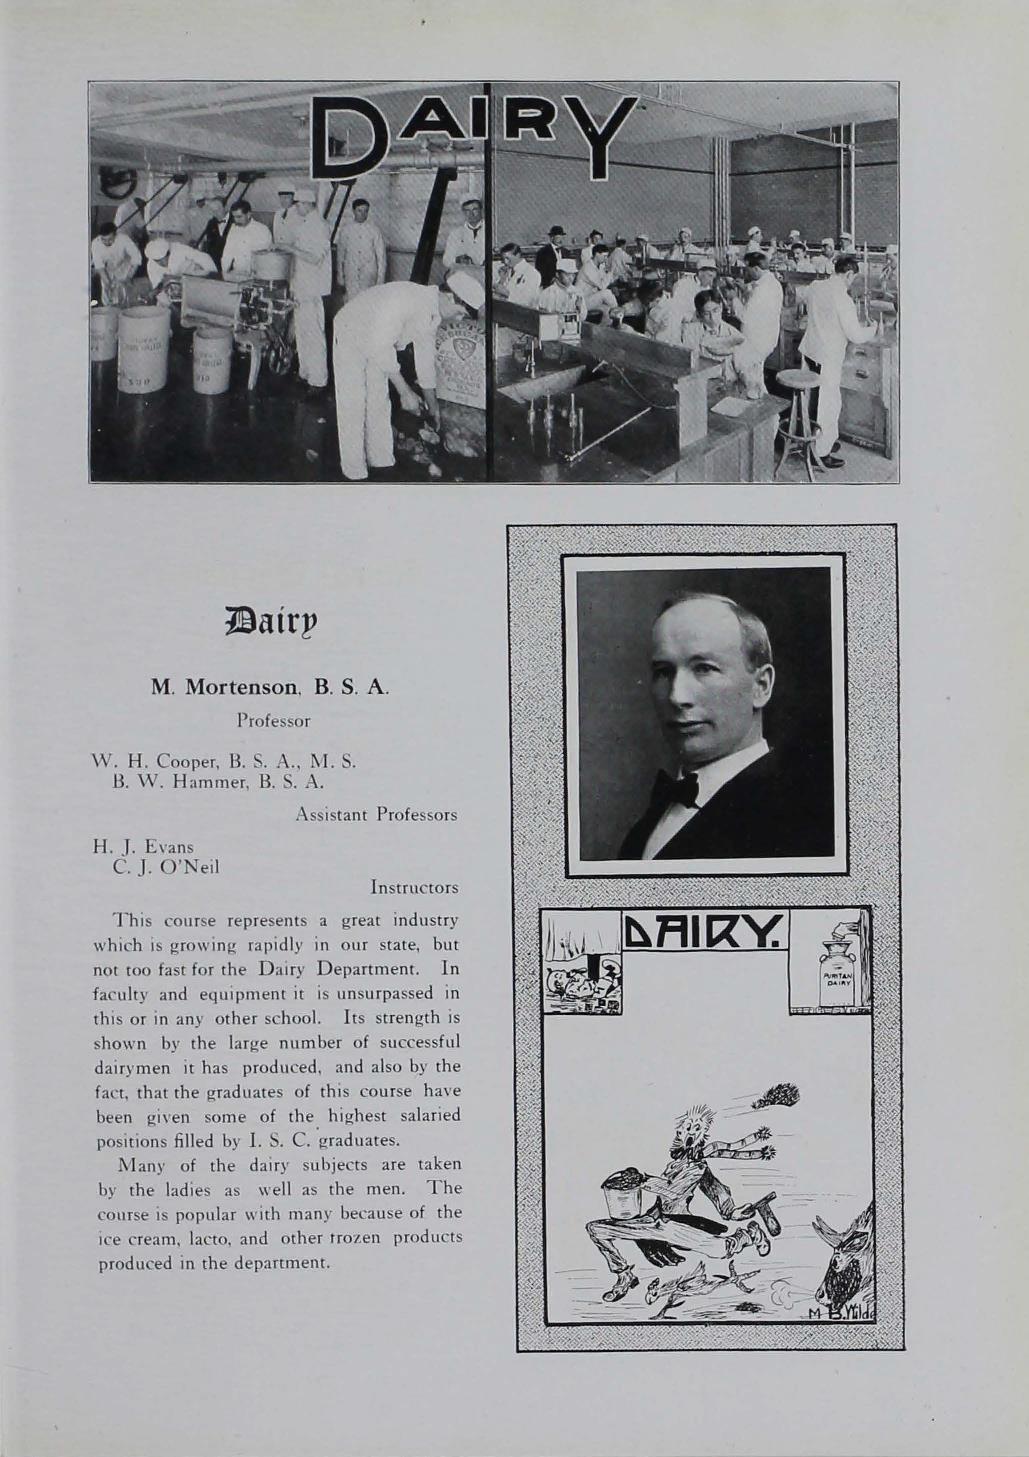 DAIRY
Dairy
M. Mortenson, B. S. A.
Professor
W. H. Cooper, B. S. A., M. S.
B. W. Hammer, B. S. A.
Assistant Professors
H. J. Evans
C. J. O'Neil
Instructors
This course represents a great industry
which is growing rapidly in our state, but
not too fast for the Dairy Department. In
faculty and equipment it is unsurpassed in
this or in any other school. Its strength is
shown by the large number of successful
dairymen it has produced, and also by the
fact, that the graduates of this course have
been given some of the highest salaried
positions filled by I. S. C. graduates.
Many of the dairy subjects are taken
by the ladies as well as the men. The
course is popular with many because of the
ice cream, lacto, and other frozen products
produced in the department.
DAIRY.
PURITAN
DAIRY
M B. Wilde